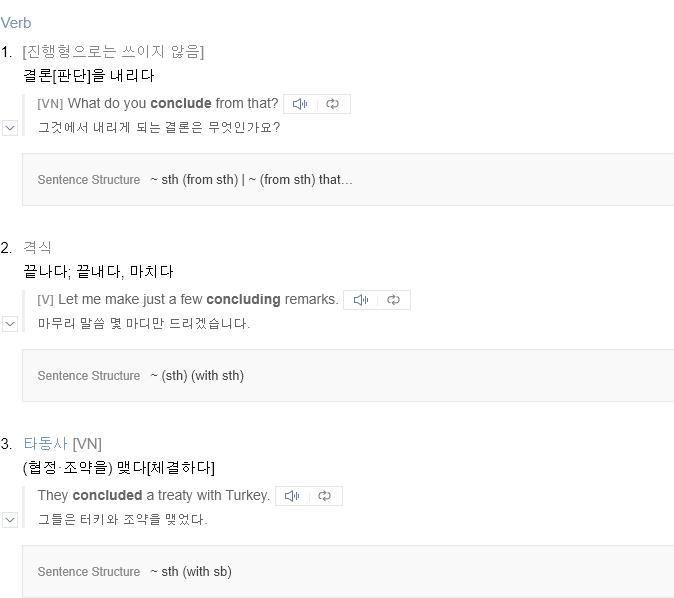 Verb
1. [진행형으로는 쓰이지 않음]
결론[판단]을 내리다
[VN] What do you conclude from that?
그것에서 내리게 되는 결론은 무엇인가요?
Sentence Structure ~ sth (from sth) | ~ (from sth) that…
2. 격식
끝나다; 끝내다, 마치다
[V] Let me make just a few concluding remarks.
마무리 말씀 몇 마디만 드리겠습니다.
Sentence Structure ~ (sth) (with sth)
3. 타동사 [VN]
(협정·조약을) 맺다[체결하다]
They concluded a treaty with Turkey.
그들은 터키와 조약을 맺었다.
Sentence Structure ~ sth (with sb)